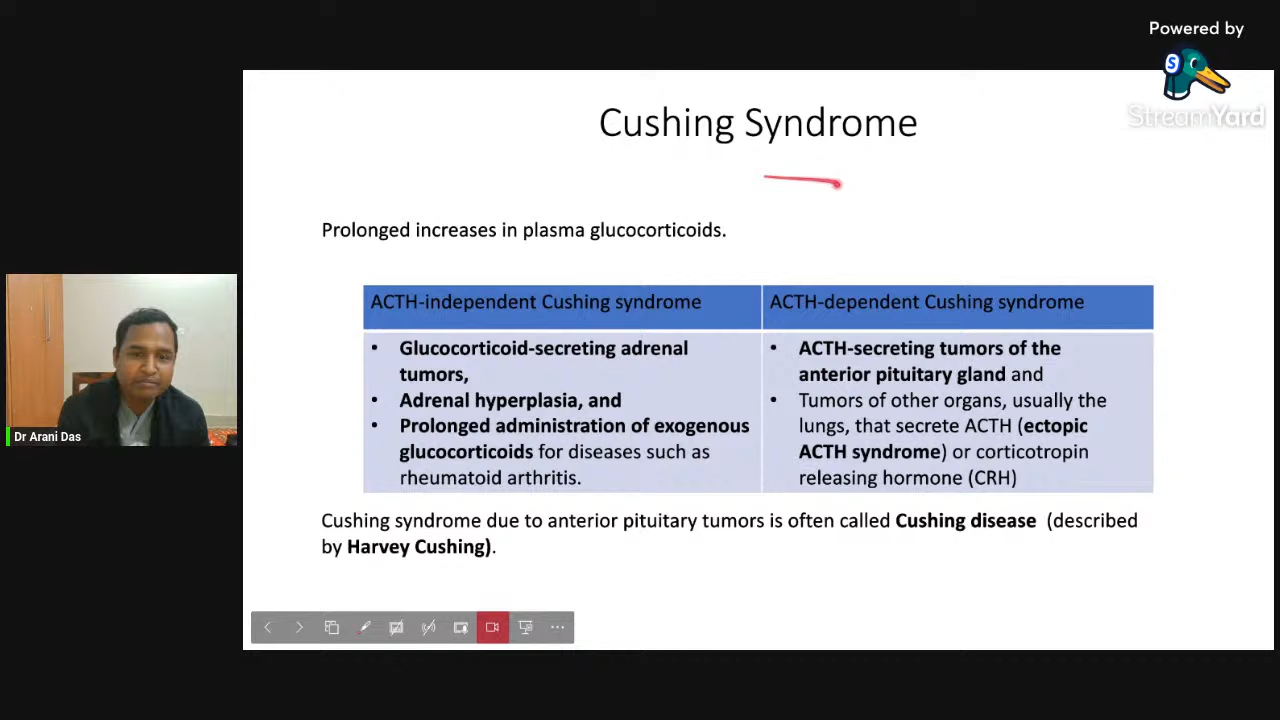 Powered by
S
StreamYard
Cushing Syndrome
Prolonged increases in plasma glucocorticoids.
ACTH-independent Cushing syndrome
• Glucocorticoid-secreting adrenal
tumors,
• Adrenal hyperplasia, and
• Prolonged administration of exogenous
glucocorticoids for diseases such as
rheumatoid arthritis.
ACTH-dependent Cushing syndrome
• ACTH-secreting tumors of the
anterior pituitary gland and
• Tumors of other organs, usually the
lungs, that secrete ACTH (ectopic
ACTH syndrome) or corticotropin
releasing hormone (CRH)
Cushing syndrome due to anterior pituitary tumors is often called Cushing disease (described
by Harvey Cushing).
Dr Arani Das